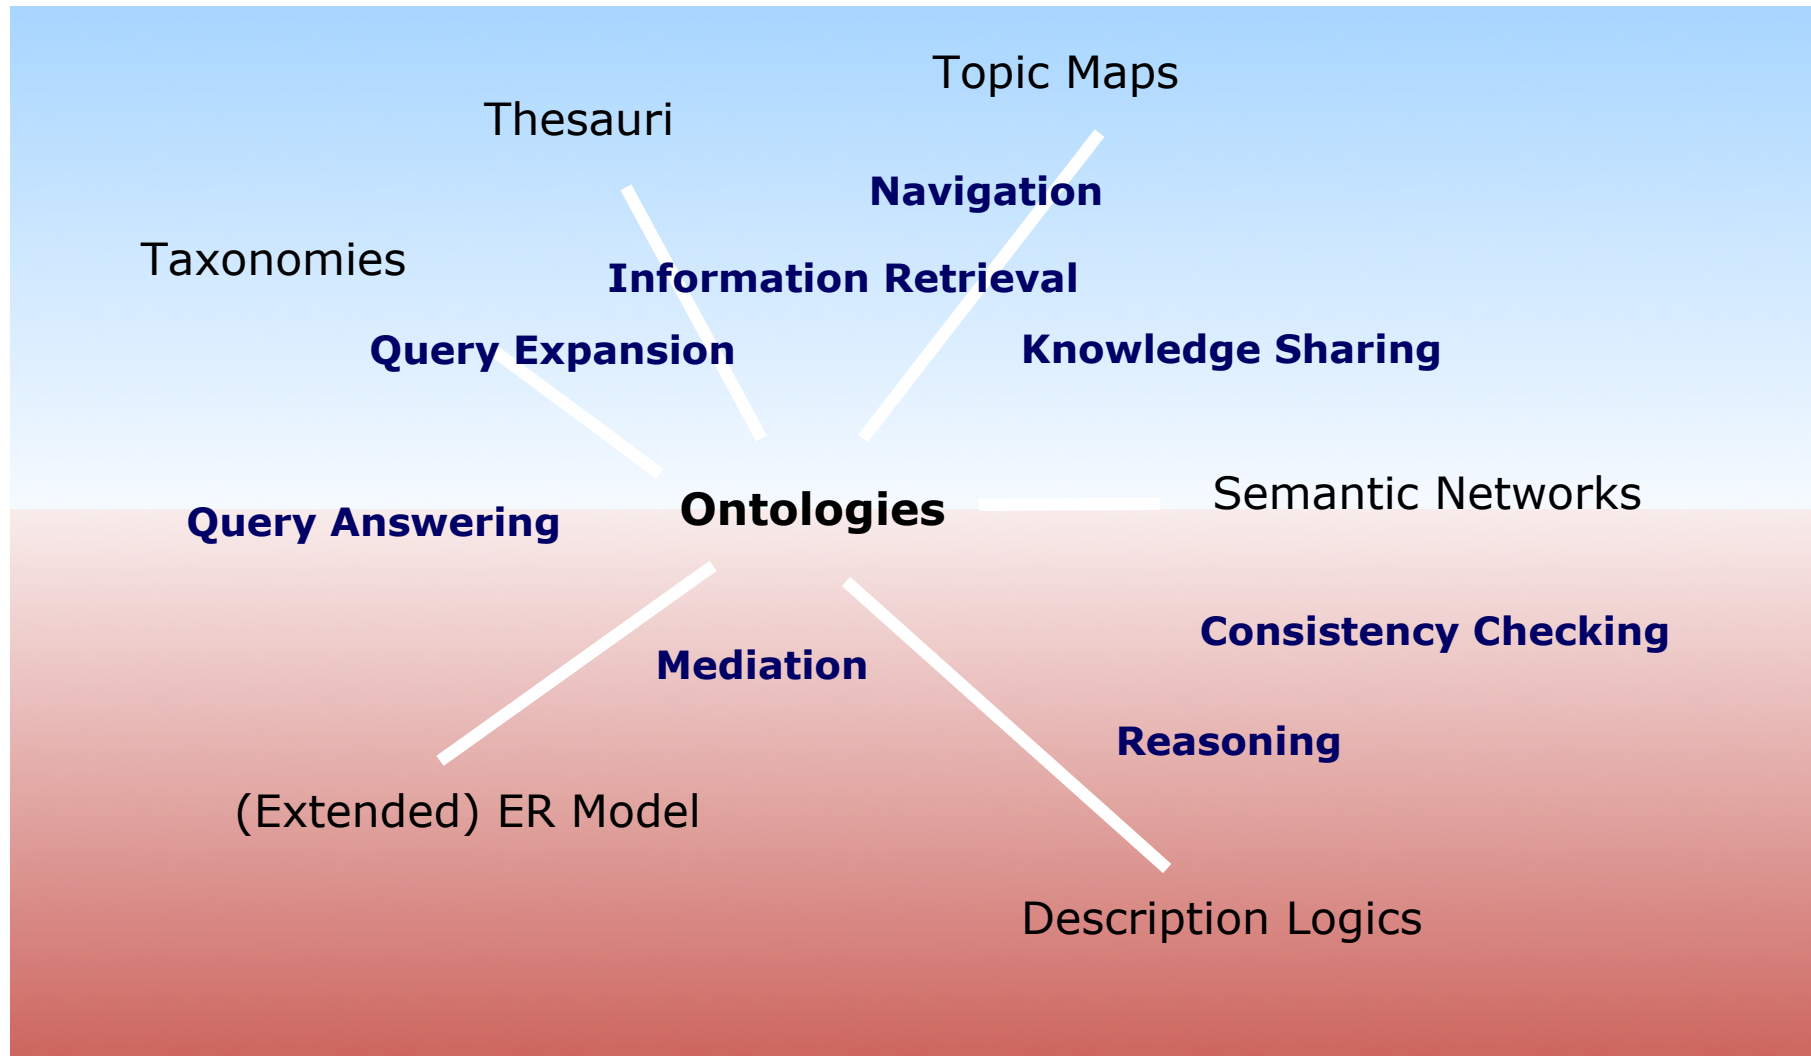 Topic Maps
Thesauri
Navigation
Taxonomies
Information Retrieval
Query Expansion
Knowledge Sharing
Semantic Networks
Ontologies
Query Answering
Consistency Checking
Mediation
Reasoning
(Extended) ER Model
Description Logics